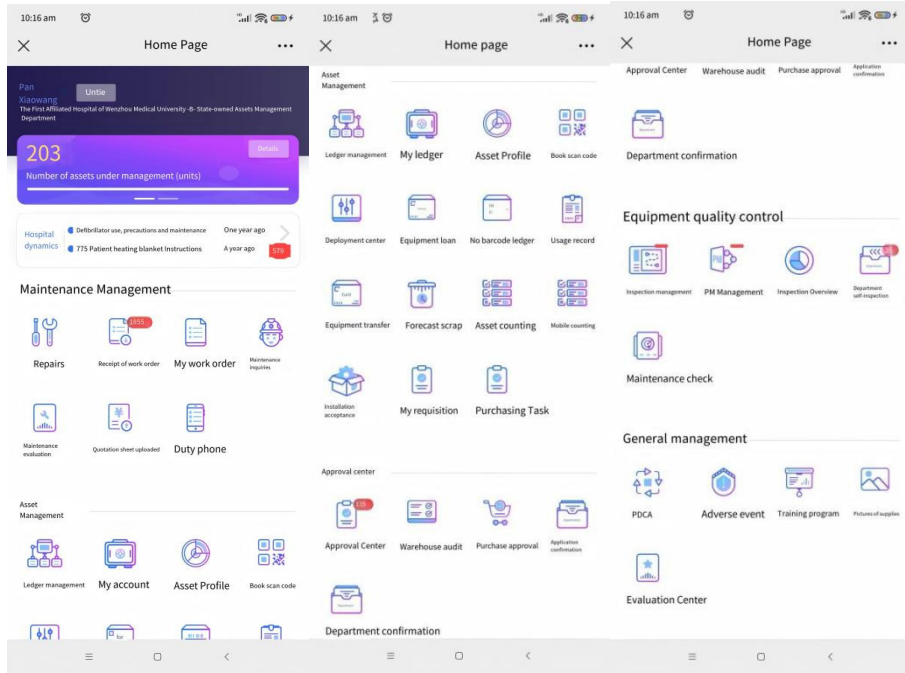 10:16 am
Home Page
Pan
Xiaowang
Untie
The First Affiliated Hospital of Wenzhou Medical University -B- State-owned Assets Management
Department
203
Details
Number of assets under management (units)
Hospital
dynamics
Defibrillator use, precautions and maintenance
One year ago
775 Patient heating blanket Instructions
A year ago
579
Maintenance Management
1655
Repairs
Receipt of work order
My work order
Maintenance
inquiries
Maintenance
evaluation
Quotation sheet uploaded
Duty phone
Asset
Management
Ledger management
My account
Asset Profile
Book scan code
10:16 am
Home page
Asset
Management
Ledger management
My ledger
Asset Profile
Book scan code
Deployment center
Equipment loan
No barcode ledger
Usage record
Equipment transfer
Forecast scrap
Asset counting
Mobile counting
Installation
acceptance
My requisition
Purchasing Task
Approval center
Approval Center
Warehouse audit
Purchase approval
Application
confirmation
Department confirmation
10:16 am
Home Page
Approval Center
Warehouse audit
Purchase approval
Application
confirmation
Department confirmation
Equipment quality control
PM
Inspection management
PM Management
Inspection Overview
Department
self-inspection
Maintenance check
General management
PDCA
Adverse event
Training program
Pictures of supplies
Evaluation Center